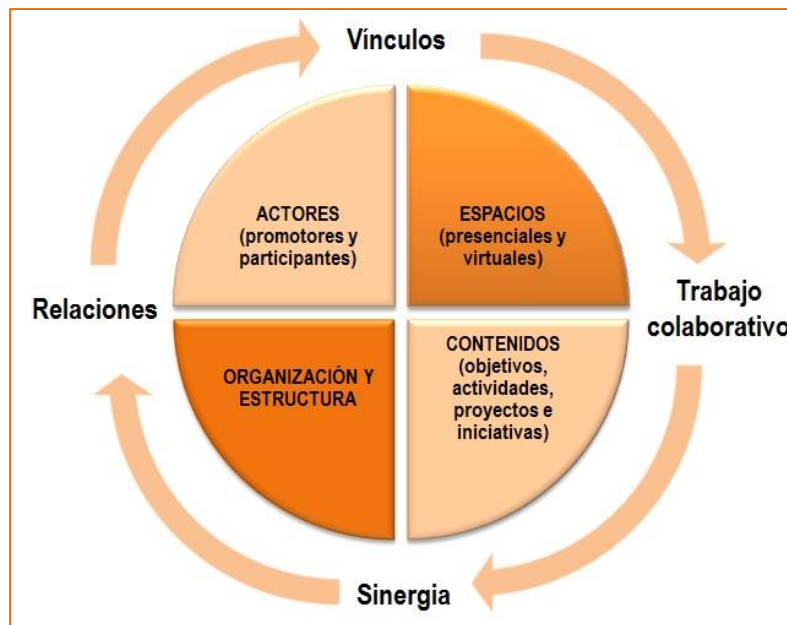 Vínculos
ACTORES
(promotores y
participantes)
ESPACIOS
(presenciales y
virtuales)
Relaciones
Trabajo
colaborativo
ORGANIZACIÓN Y
ESTRUCTURA
CONTENIDOS
(objetivos,
actividades,
proyectos e
iniciativas)
Sinergia